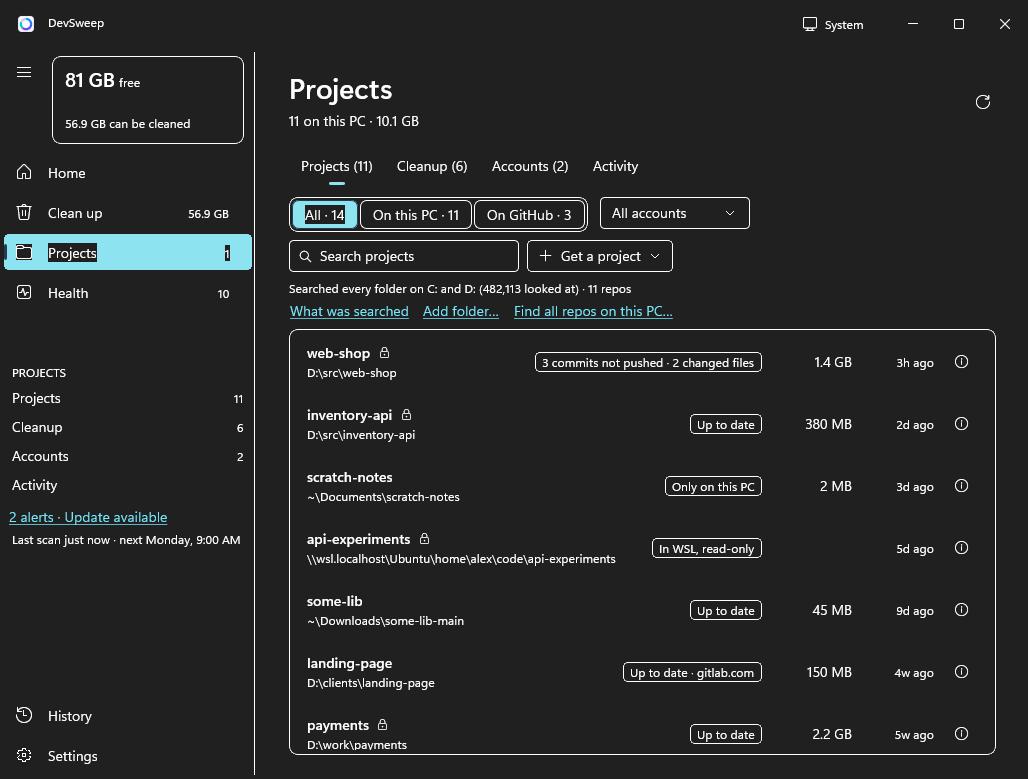 DevSweep
System
81 GB free
56.9 GB can be cleaned
Home
Clean up 56.9 GB
Projects 1
Health 10
PROJECTS
Projects 11
Cleanup 6
Accounts 2
Activity
2 alerts · Update available
Last scan just now · next Monday, 9:00 AM
History
Settings
Projects
11 on this PC · 10.1 GB
Projects (11) Cleanup (6) Accounts (2) Activity
All · 14 On this PC · 11 On GitHub · 3 All accounts
Search projects Get a project
Searched every folder on C: and D: (482,113 looked at) · 11 repos
What was searched Add folder... Find all repos on this PC...
web-shop
D:\src\web-shop
3 commits not pushed · 2 changed files 1.4 GB 3h ago
inventory-api
D:\src\inventory-api
Up to date 380 MB 2d ago
scratch-notes
~\Documents\scratch-notes
Only on this PC 2 MB 3d ago
api-experiments
\\wsl.localhost\Ubuntu\home\alex\code\api-experiments
In WSL, read-only 5d ago
some-lib
~\Downloads\some-lib-main
Up to date 45 MB 9d ago
landing-page
D:\clients\landing-page
Up to date · gitlab.com 150 MB 4w ago
payments
D:\work\payments
Up to date 2.2 GB 5w ago